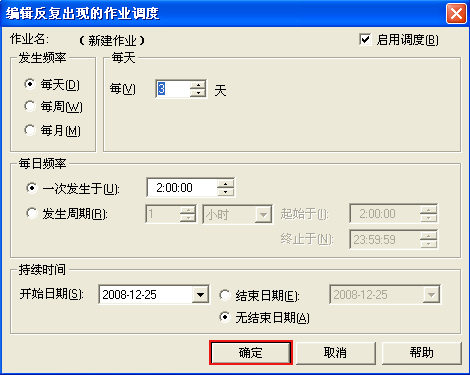 编辑反复出现的作业调度
作业名: （新建作业） 启用调度(B)
发生频率 每天
每天(D) 每(V) 3 天
每周(W)
每月(M)
每日频率
一次发生于(U): 2:00:00
发生周期(R): 1 小时 起始于(I): 2:00:00
终止于(N): 23:59:59
持续时间
开始日期(S): 2008-12-25 结束日期(E): 2008-12-25
无结束日期(A)
确定 取消 帮助